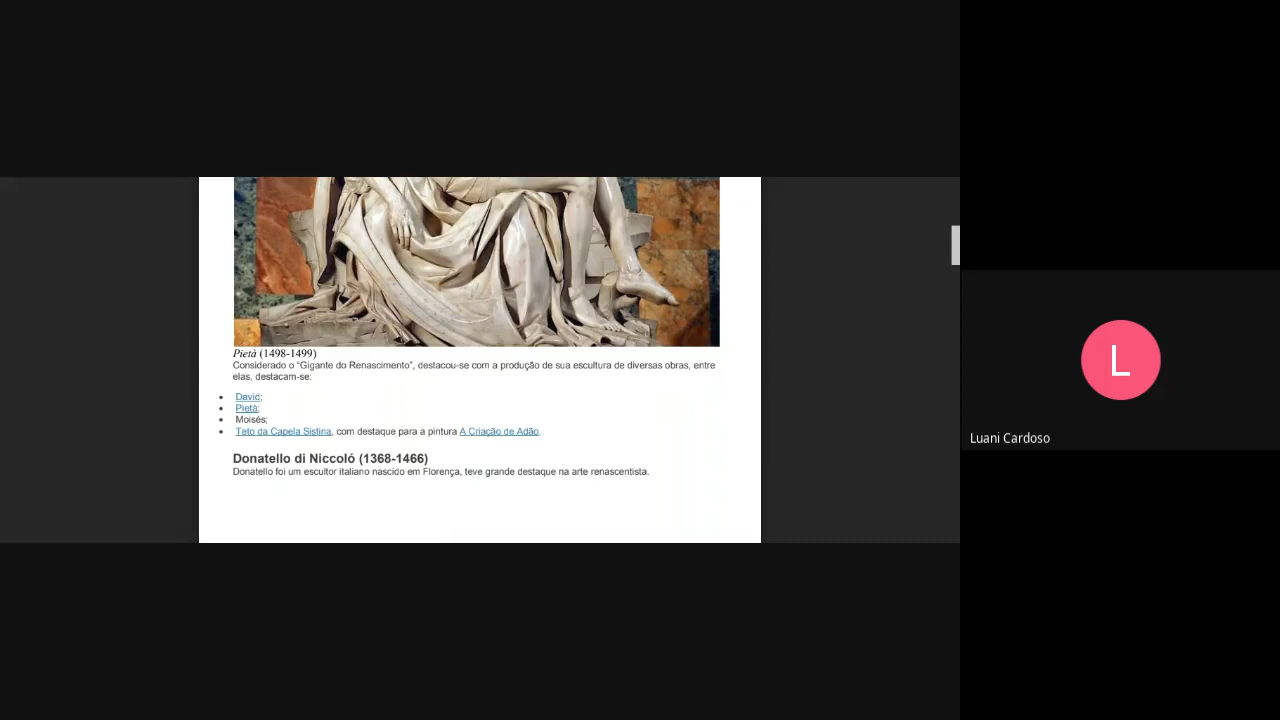 Pietà (1498-1499)
Considerado o “Gigante do Renascimento”, destacou-se com a produção de sua escultura de diversas obras, entre
elas, destacam-se:
• David;
• Pietà;
• Moisés;
• Teto da Capela Sistina, com destaque para a pintura A Criação de Adão.
Donatello di Niccoló (1368-1466)
Donatello foi um escultor italiano nascido em Florença, teve grande destaque na arte renascentista.
L
Luani Cardoso